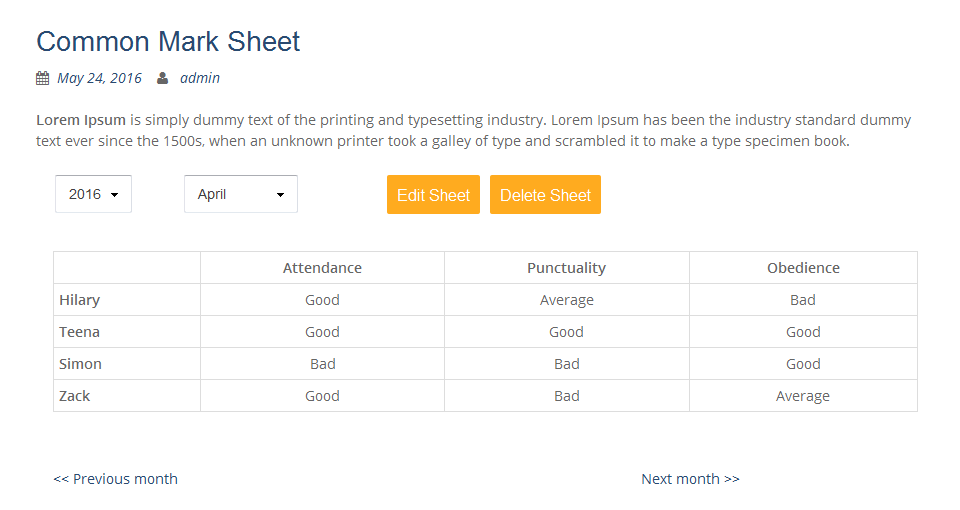 Common Mark Sheet
May 24, 2016 admin
Lorem Ipsum is simply dummy text of the printing and typesetting industry. Lorem Ipsum has been the industry standard dummy
text ever since the 1500s, when an unknown printer took a galley of type and scrambled it to make a type specimen book.
2016 April Edit Sheet Delete Sheet
Attendance Punctuality Obedience
Hilary Good Average Bad
Teena Good Good Good
Simon Bad Bad Good
Zack Good Bad Average
<< Previous month Next month >>